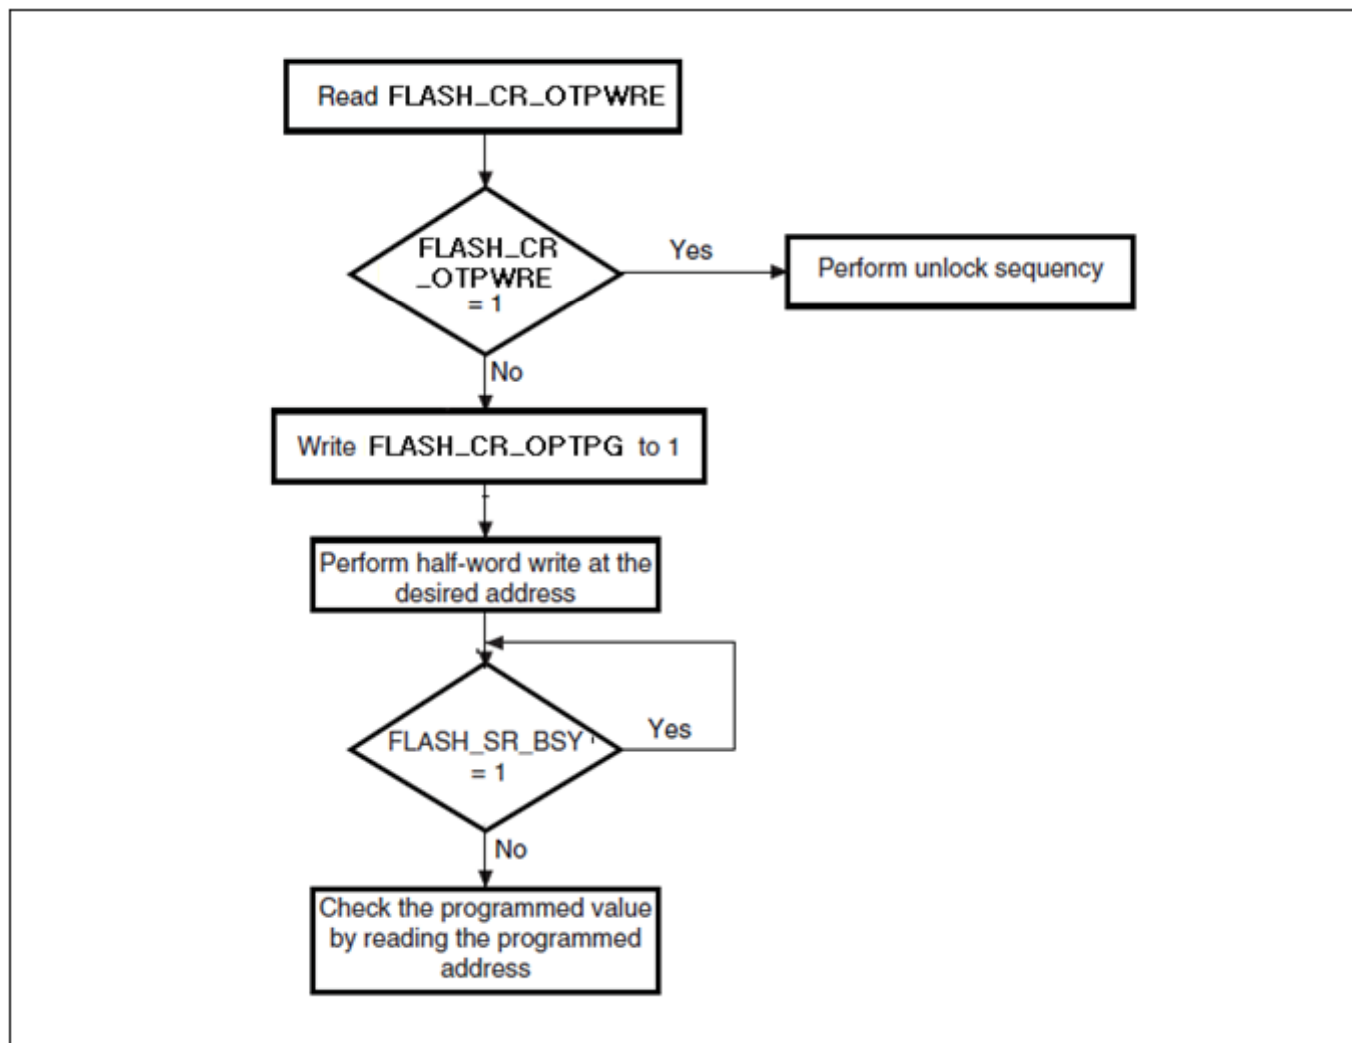 Read FLASH_CR_OTPWRE
FLASH_CR
_OTPWRE
= 1
Yes
Perform unlock sequency
No
Write FLASH_CR_OPTPG to 1
Perform half-word write at the
desired address
FLASH_SR_BSY
= 1
Yes
No
Check the programmed value
by reading the programmed
address